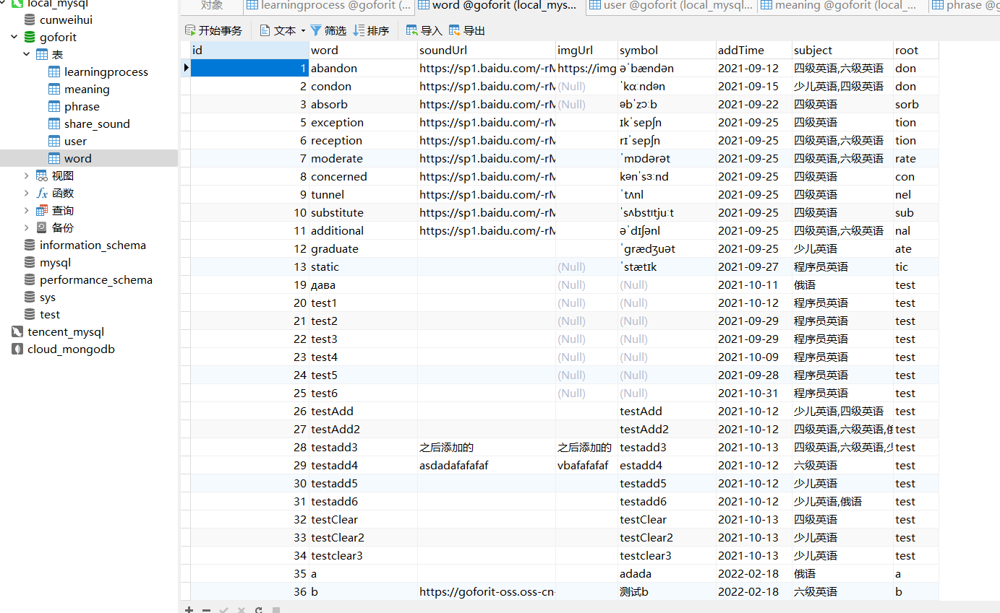 local_mysql
cunweihui
goforit
表
learningprocess
meaning
phrase
share_sound
user
word
视图
函数
查询
备份
information_schema
mysql
performance_schema
sys
test
tencent_mysql
cloud_mongodb
对象 learningprocess @goforit (... word @goforit (local_mys... user @goforit (local_mysql... meaning @goforit (local_... phrase @g
开始事务 文本 筛选 排序 导入 导出
id word soundUrl imgUrl symbol addTime subject root
1 abandon https://sp1.baidu.com/-rM https://img əˈbændən 2021-09-12 四级英语,六级英语 don
2 condon https://sp1.baidu.com/-rM (Null) ˈkɑːndən 2021-09-15 少儿英语,四级英语 don
3 absorb https://sp1.baidu.com/-rM (Null) əbˈzɔːb 2021-09-22 四级英语 sorb
5 exception https://sp1.baidu.com/-rM ɪkˈsepʃn 2021-09-25 四级英语 tion
6 reception https://sp1.baidu.com/-rM rɪˈsepʃn 2021-09-25 四级英语,六级英语 tion
7 moderate https://sp1.baidu.com/-rM ˈmɒdərət 2021-09-25 四级英语,六级英语 rate
8 concerned https://sp1.baidu.com/-rM kənˈsɜːnd 2021-09-25 四级英语 con
9 tunnel https://sp1.baidu.com/-rM ˈtʌnl 2021-09-25 四级英语 nel
10 substitute https://sp1.baidu.com/-rM ˈsʌbstɪtjuːt 2021-09-25 四级英语 sub
11 additional https://sp1.baidu.com/-rM əˈdɪʃənl 2021-09-25 四级英语,六级英语 nal
12 graduate ˈɡrædʒuət 2021-09-25 少儿英语 ate
13 static (Null) ˈstætɪk 2021-09-27 程序员英语 tic
19 дава (Null) (Null) 2021-10-11 俄语 test
20 test1 (Null) (Null) 2021-10-12 程序员英语 test
21 test2 (Null) (Null) 2021-09-29 程序员英语 test
22 test3 (Null) (Null) 2021-09-29 程序员英语 test
23 test4 (Null) (Null) 2021-10-09 程序员英语 test
24 test5 (Null) (Null) 2021-09-28 程序员英语 test
25 test6 (Null) (Null) 2021-10-31 程序员英语 test
26 testAdd testAdd 2021-10-12 少儿英语,四级英语 test
27 testAdd2 testAdd2 2021-10-12 四级英语,六级英语,俄 test
28 testadd3 之后添加的 之后添加的 testadd3 2021-10-13 四级英语,六级英语,少 test
29 testadd4 asdadafafafaf vbafafafaf estadd4 2021-10-12 六级英语 test
30 testadd5 testadd5 2021-10-12 少儿英语 test
31 testadd6 testadd6 2021-10-12 少儿英语,俄语 test
32 testClear testClear 2021-10-13 四级英语 test
33 testClear2 testClear2 2021-10-13 少儿英语 test
34 testclear3 testclear3 2021-10-13 少儿英语 test
35 a adada 2022-02-18 俄语 a
36 b https://goforit-oss.oss-cn- 测试b 2022-02-18 六级英语 b